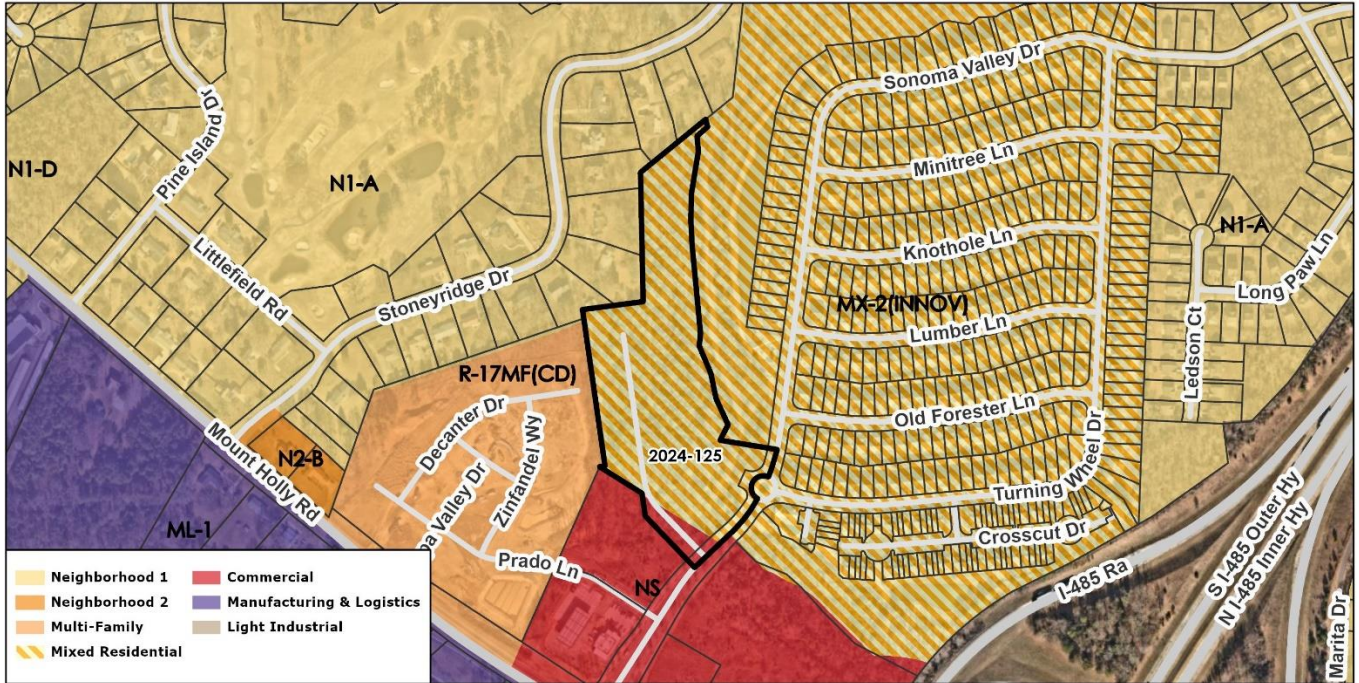 Sonoma Valley Dr
Pine Island Dr
Minitree Ln
N1-D
N1-A
Knothole Ln
N1-A
Long Paw Ln
Littlefield Rd
Stoneyridge Dr
MX-2(INNOV)
Lumber Ln
Ledson Ct
R-17MF(CD)
Old Forester Ln
Decanter Dr
Mount Holly Rd
N2-B
2024-125
Zinfandel Wy
pa Valley Dr
Turning Wheel Dr
Crosscut Dr
S I-485 Outer Hy
N I-485 Inner Hy
ML-1
Prado Ln
NS
I-485 Ra
Marita Dr
Neighborhood 1
Neighborhood 2
Multi-Family
Mixed Residential
Commercial
Manufacturing & Logistics
Light Industrial